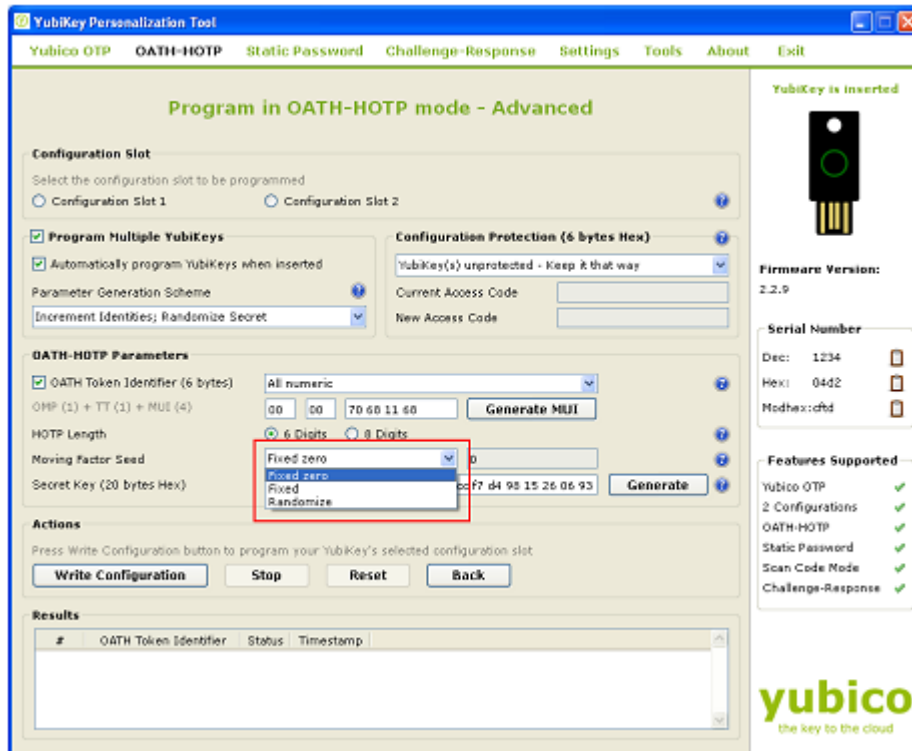 YubiKey Personalization Tool
Yubico OTP OATH-HOTP Static Password Challenge-Response Settings Tools About Exit
Program in OATH-HOTP mode - Advanced
Configuration Slot
Select the configuration slot to be programmed
Configuration Slot 1 Configuration Slot 2
Program Multiple YubiKeys
Automatically program YubiKeys when inserted
Parameter Generation Scheme
Increment Identities; Randomize Secret
Configuration Protection (6 bytes Hex)
YubiKey(s) unprotected - Keep it that way
Current Access Code
New Access Code
OATH-HOTP Parameters
OATH Token Identifier (6 bytes) All numeric
OMP (1) + TT (1) + MUI (4) 00 00 70 68 11 68 Generate MUI
HOTP Length 6 Digits 8 Digits
Moving Factor Seed Fixed zero 0
Fixed zero
Fixed
Randomize
Secret Key (20 bytes Hex) f7 d4 98 15 26 06 93 Generate
Actions
Press Write Configuration button to program your YubiKey's selected configuration slot
Write Configuration Stop Reset Back
Results
# OATH Token Identifier Status Timestamp
YubiKey is inserted
Firmware Version:
2.2.9
Serial Number
Dec: 1234
Hex: 04d2
Modhex:cftd
Features Supported
Yubico OTP
2 Configurations
OATH-HOTP
Static Password
Scan Code Mode
Challenge-Response
yubico
the key to the cloud